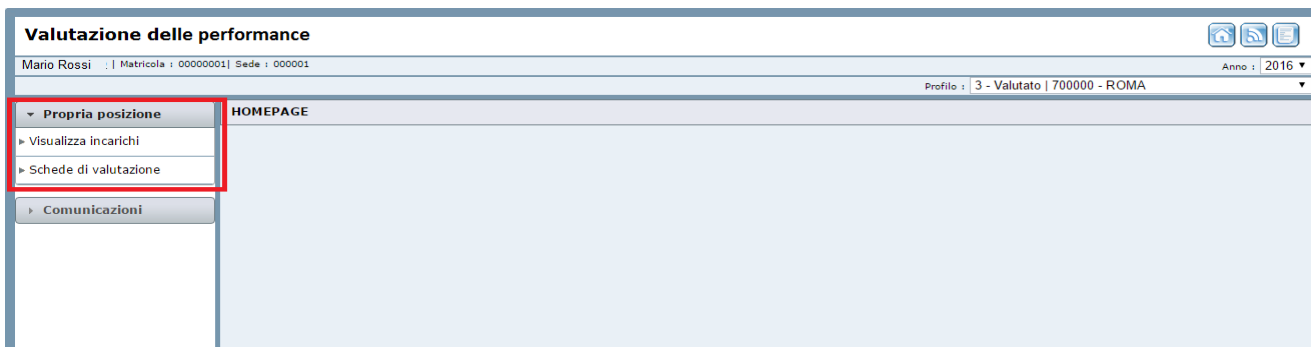 Valutazione delle performance
Mario Rossi : | Matricola : 00000001| Sede : 000001
Anno : 2016
Profilo : 3 - Valutato | 700000 - ROMA
Propria posizione
HOMEPAGE
Visualizza incarichi
Schede di valutazione
Comunicazioni